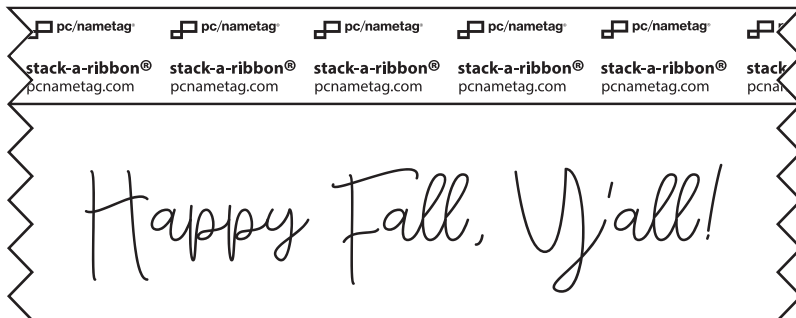 pc/nametag® pc/nametag® pc/nametag® pc/nametag® pc/nametag®
stack-a-ribbon® stack-a-ribbon® stack-a-ribbon® stack-a-ribbon® stack-a-ribbon® stack
pcnametag.com pcnametag.com pcnametag.com pcnametag.com pcnametag.com
Happy Fall, Y'all!